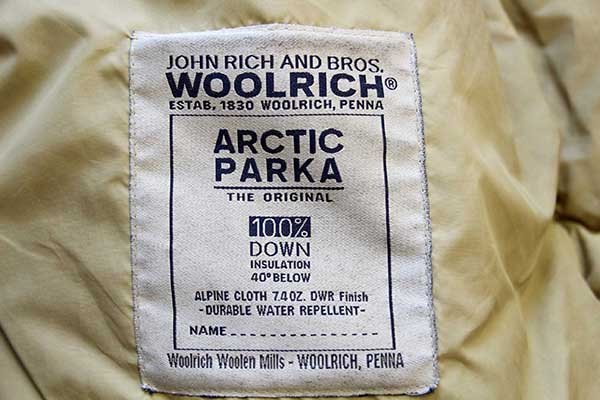 JOHN RICH AND BROS.
WOOLRICH®
ESTAB. 1830 WOOLRICH, PENNA
ARCTIC
PARKA
THE ORIGINAL
100%
DOWN
INSULATION
40° BELOW
ALPINE CLOTH 7.4 OZ. DWR Finish
-DURABLE WATER REPELLENT-
NAME
Woolrich Woolen Mills - WOOLRICH, PENNA